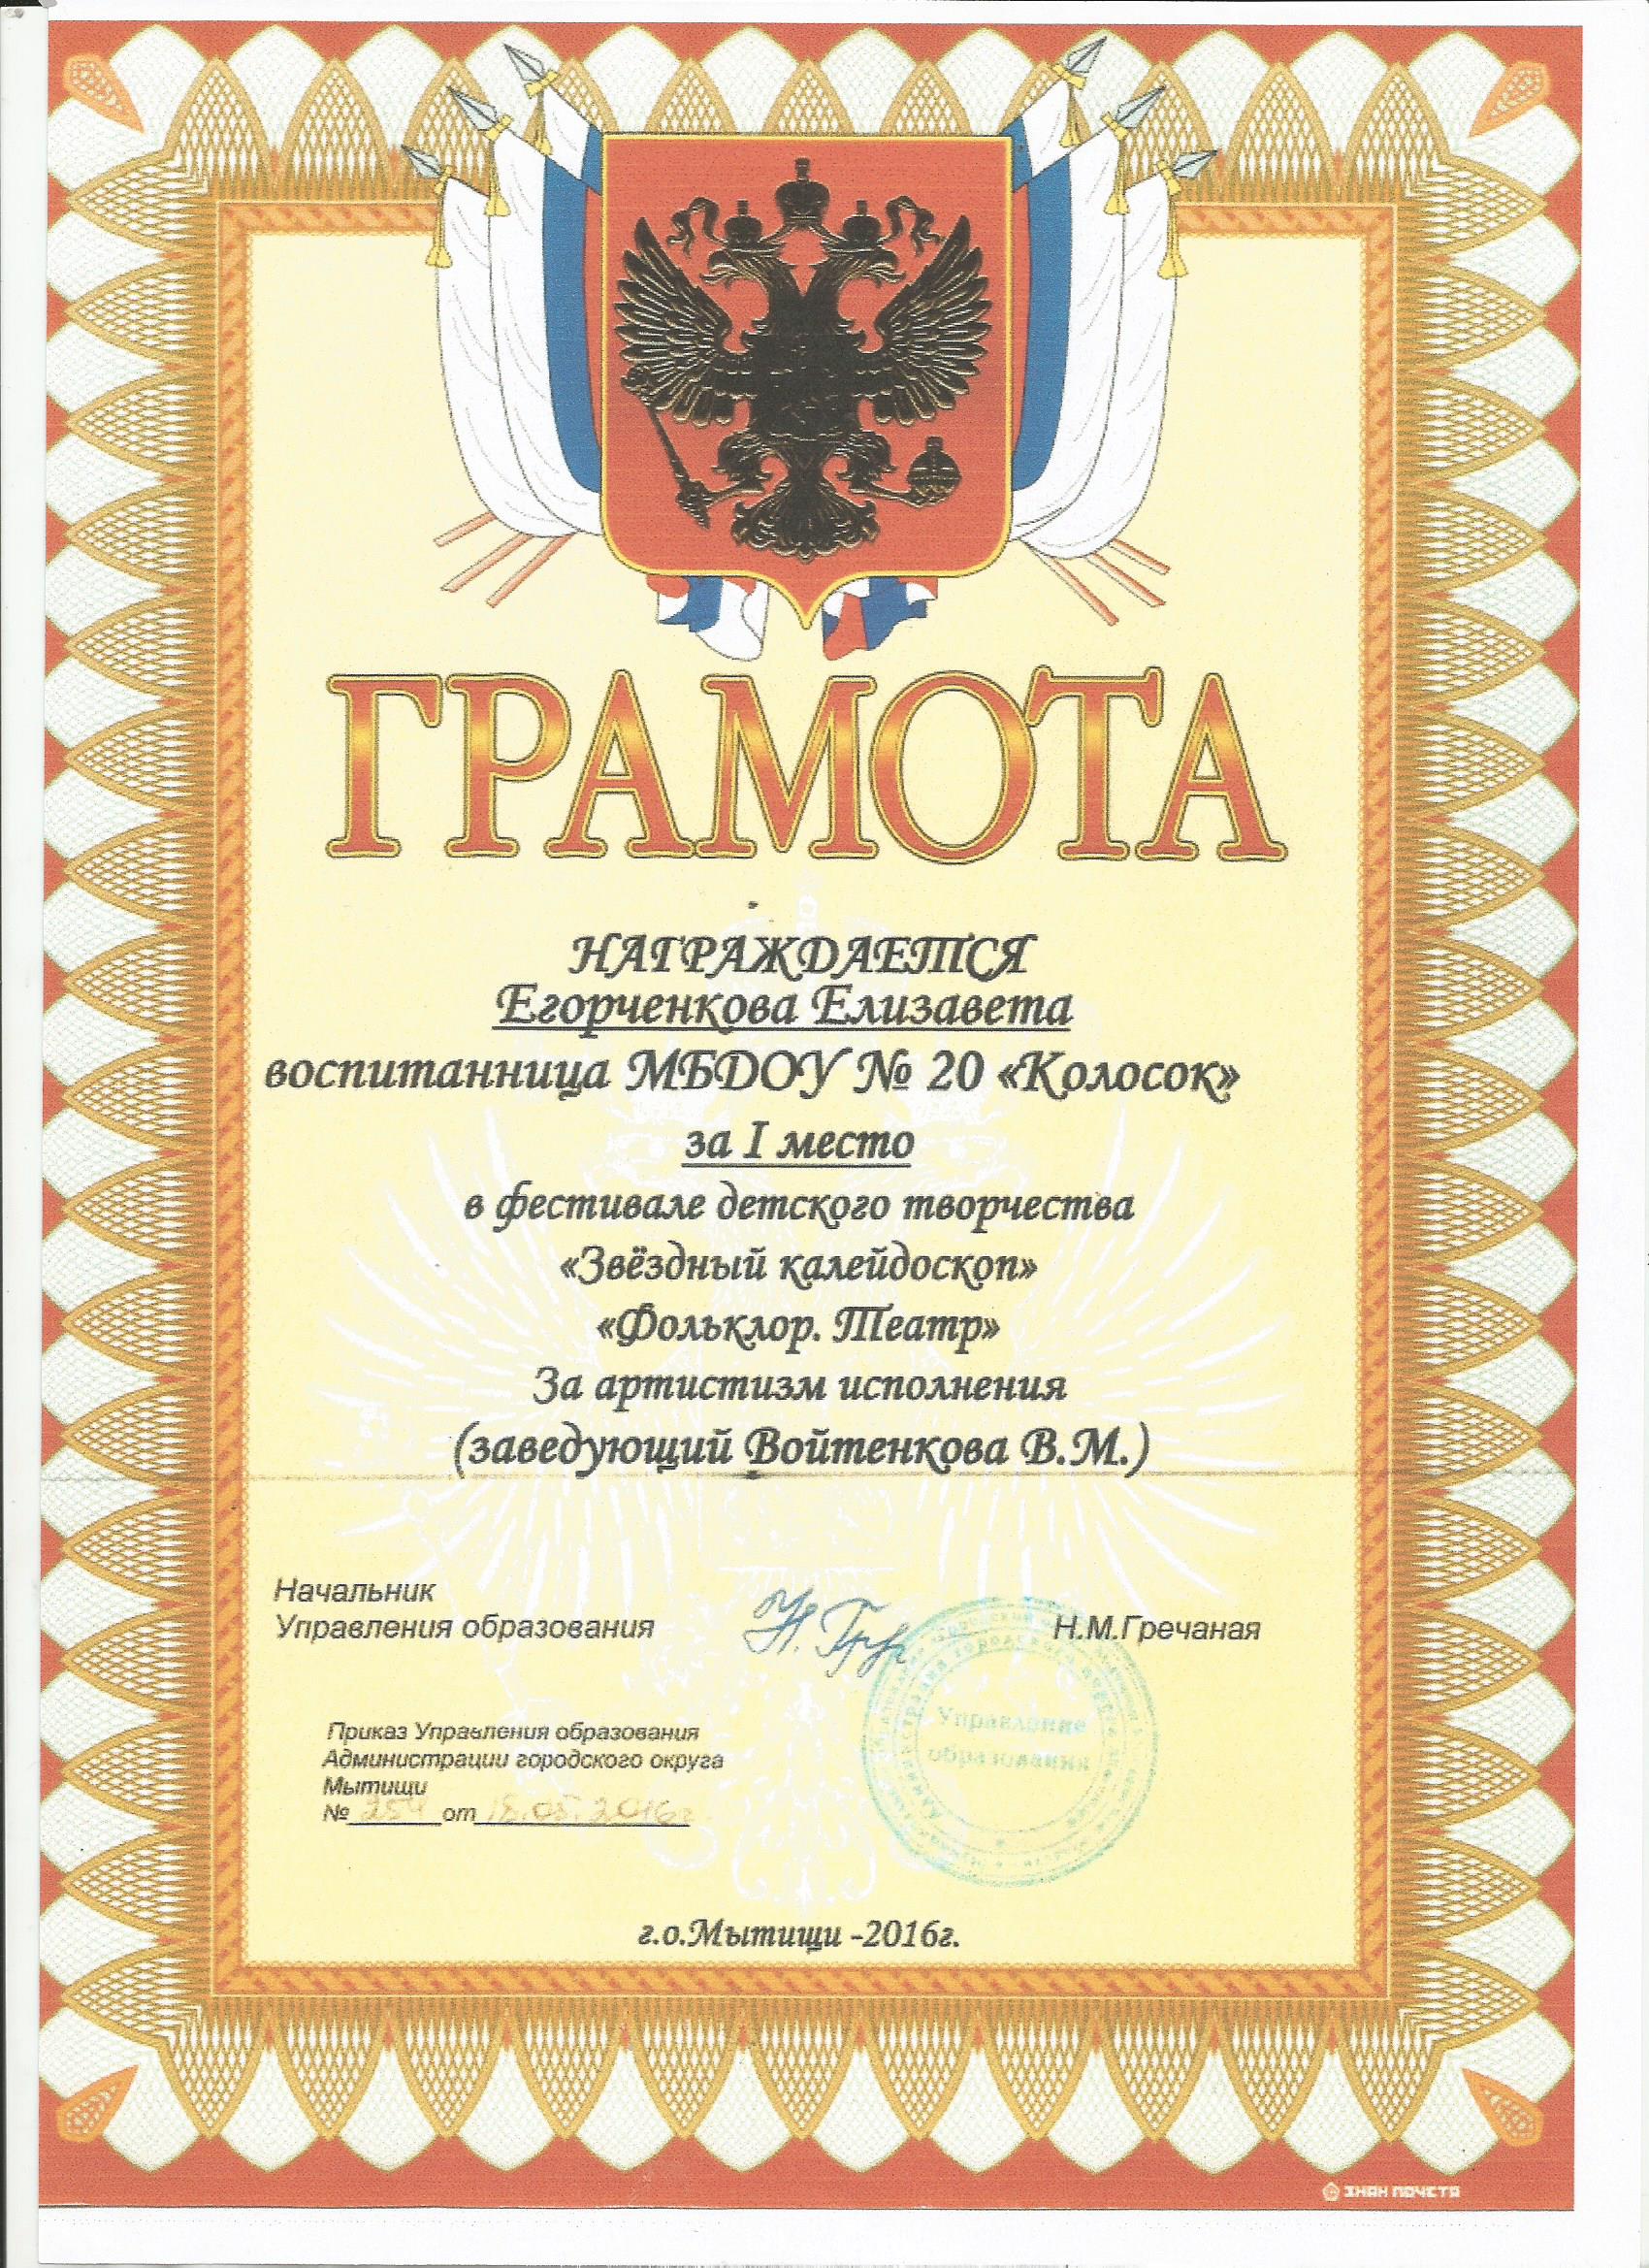 ГРАМОТА
НАГРАЖДАЕТСЯ
Егорченкова Елизавета
воспитанница МБДОУ № 20 «Колосок»
за I место
в фестивале детского творчества
«Звёздный калейдоскоп»
«Фольклор. Театр»
За артистизм исполнения
(заведующий Войтенкова В.М.)
Начальник
Управления образования
Н.М.Гречаная
Управление
образования
Приказ Управления образования
Администрации городского округа
Мытищи
№ 254 от 18.05.2016г.
г.о.Мытищи -2016г.
ЗНАК ПОЧЕТА